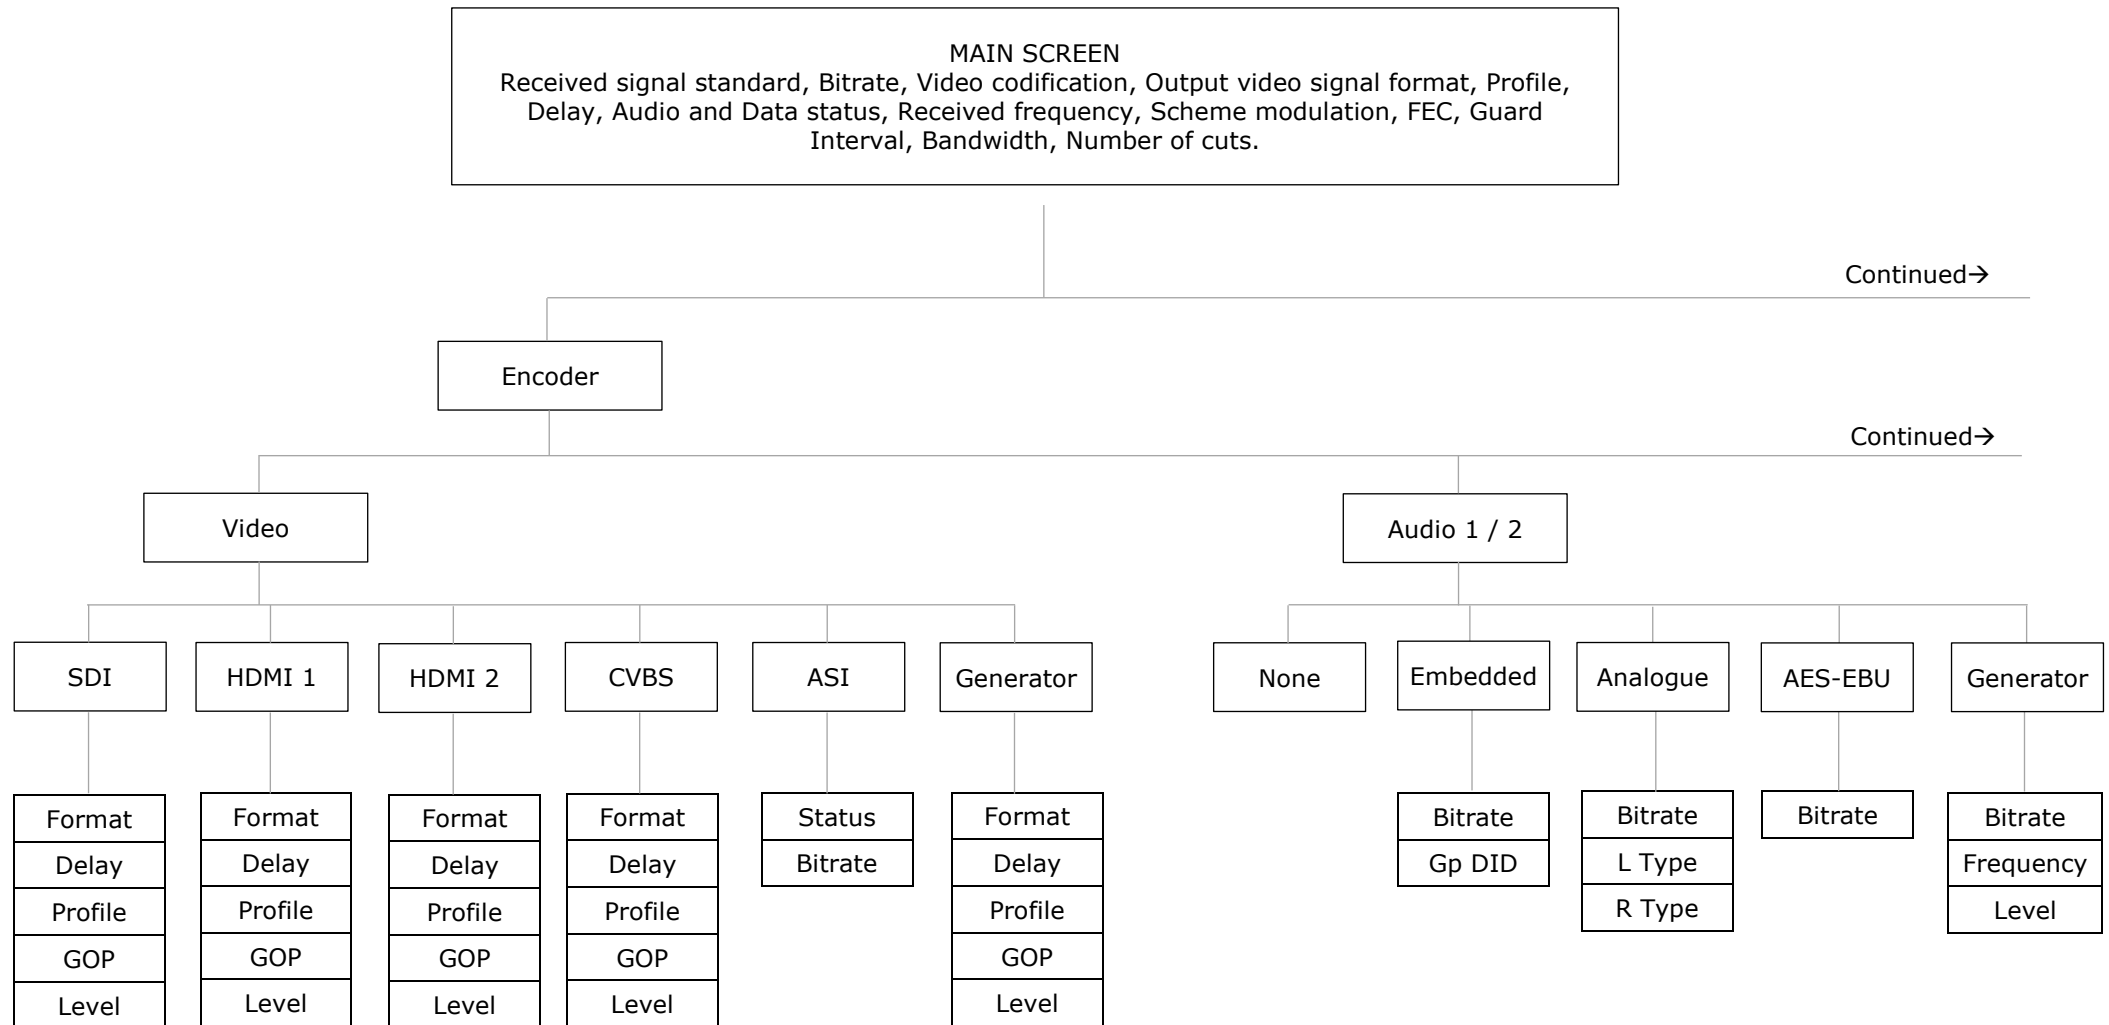 MAIN SCREEN
Received signal standard, Bitrate, Video codification, Output video signal format, Profile,
Delay, Audio and Data status, Received frequency, Scheme modulation, FEC, Guard
Interval, Bandwidth, Number of cuts.
Continued→
Encoder
Continued→
Video
Audio 1 / 2
SDI
HDMI 1
HDMI 2
CVBS
ASI
Generator
None
Embedded
Analogue
AES-EBU
Generator
Format
Delay
Profile
GOP
Level
Format
Delay
Profile
GOP
Level
Format
Delay
Profile
GOP
Level
Format
Delay
Profile
GOP
Level
Status
Bitrate
Format
Delay
Profile
GOP
Level
Bitrate
Gp DID
Bitrate
L Type
R Type
Bitrate
Bitrate
Frequency
Level